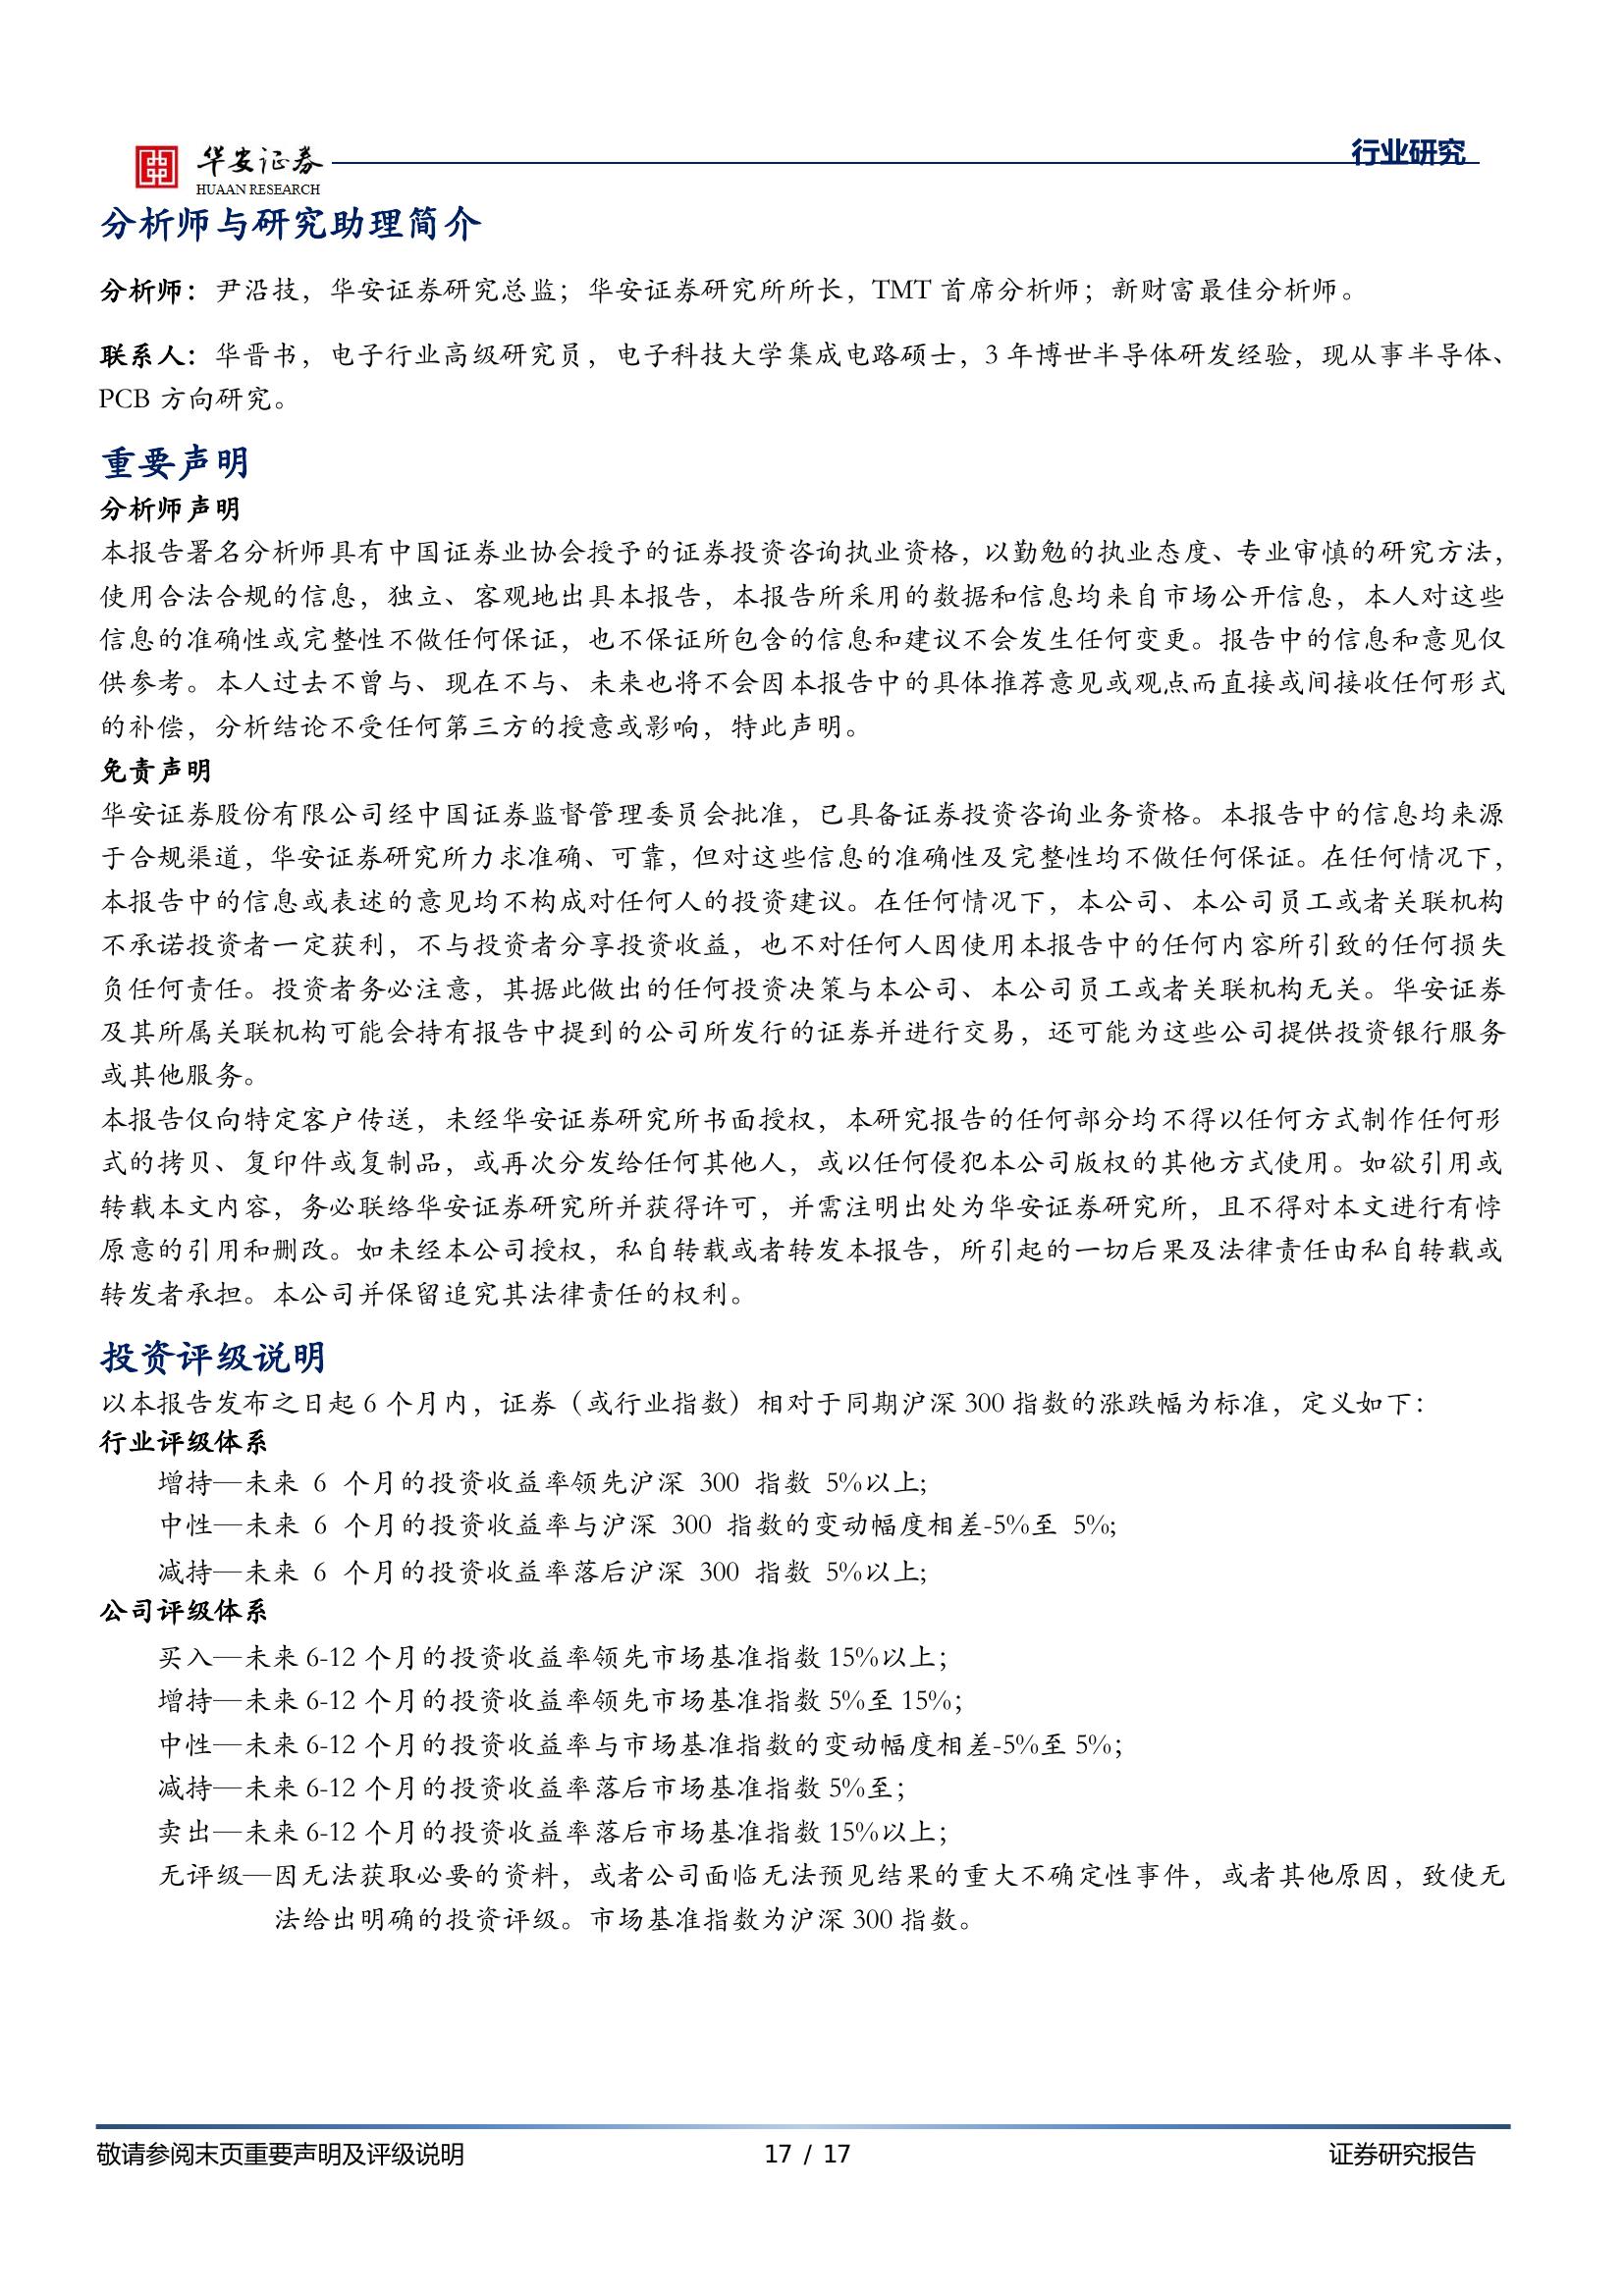 华安证券
HUAAN RESEARCH
行业研究
分析师与研究助理简介
分析师：尹沿技，华安证券研究总监；华安证券研究所所长，TMT 首席分析师；新财富最佳分析师。
联系人：华晋书，电子行业高级研究员，电子科技大学集成电路硕士，3 年博世半导体研发经验，现从事半导体、
PCB 方向研究。
重要声明
分析师声明
本报告署名分析师具有中国证券业协会授予的证券投资咨询执业资格，以勤勉的执业态度、专业审慎的研究方法，
使用合法合规的信息，独立、客观地出具本报告，本报告所采用的数据和信息均来自市场公开信息，本人对这些
信息的准确性或完整性不做任何保证，也不保证所包含的信息和建议不会发生任何变更。报告中的信息和意见仅
供参考。本人过去不曾与、现在不与、未来也将不会因本报告中的具体推荐意见或观点而直接或间接收任何形式
的补偿，分析结论不受任何第三方的授意或影响，特此声明。
免责声明
华安证券股份有限公司经中国证券监督管理委员会批准，已具备证券投资咨询业务资格。本报告中的信息均来源
于合规渠道，华安证券研究所力求准确、可靠，但对这些信息的准确性及完整性均不做任何保证。在任何情况下，
本报告中的信息或表述的意见均不构成对任何人的投资建议。在任何情况下，本公司、本公司员工或者关联机构
不承诺投资者一定获利，不与投资者分享投资收益，也不对任何人因使用本报告中的任何内容所引致的任何损失
负任何责任。投资者务必注意，其据此做出的任何投资决策与本公司、本公司员工或者关联机构无关。华安证券
及其所属关联机构可能会持有报告中提到的公司所发行的证券并进行交易，还可能为这些公司提供投资银行服务
或其他服务。
本报告仅向特定客户传送，未经华安证券研究所书面授权，本研究报告的任何部分均不得以任何方式制作任何形
式的拷贝、复印件或复制品，或再次分发给任何其他人，或以任何侵犯本公司版权的其他方式使用。如欲引用或
转载本文内容，务必联络华安证券研究所并获得许可，并需注明出处为华安证券研究所，且不得对本文进行有悖
原意的引用和删改。如未经本公司授权，私自转载或者转发本报告，所引起的一切后果及法律责任由私自转载或
转发者承担。本公司并保留追究其法律责任的权利。
投资评级说明
以本报告发布之日起 6 个月内，证券（或行业指数）相对于同期沪深 300 指数的涨跌幅为标准，定义如下：
行业评级体系
增持—未来 6 个月的投资收益率领先沪深 300 指数 5%以上;
中性—未来 6 个月的投资收益率与沪深 300 指数的变动幅度相差-5%至 5%;
减持—未来 6 个月的投资收益率落后沪深 300 指数 5%以上;
公司评级体系
买入—未来 6-12 个月的投资收益率领先市场基准指数 15%以上；
增持—未来 6-12 个月的投资收益率领先市场基准指数 5%至 15%；
中性—未来 6-12 个月的投资收益率与市场基准指数的变动幅度相差-5%至 5%；
减持—未来 6-12 个月的投资收益率落后市场基准指数 5%至；
卖出—未来 6-12 个月的投资收益率落后市场基准指数 15%以上；
无评级—因无法获取必要的资料，或者公司面临无法预见结果的重大不确定性事件，或者其他原因，致使无
法给出明确的投资评级。市场基准指数为沪深 300 指数。
敬请参阅末页重要声明及评级说明
17 / 17
证券研究报告